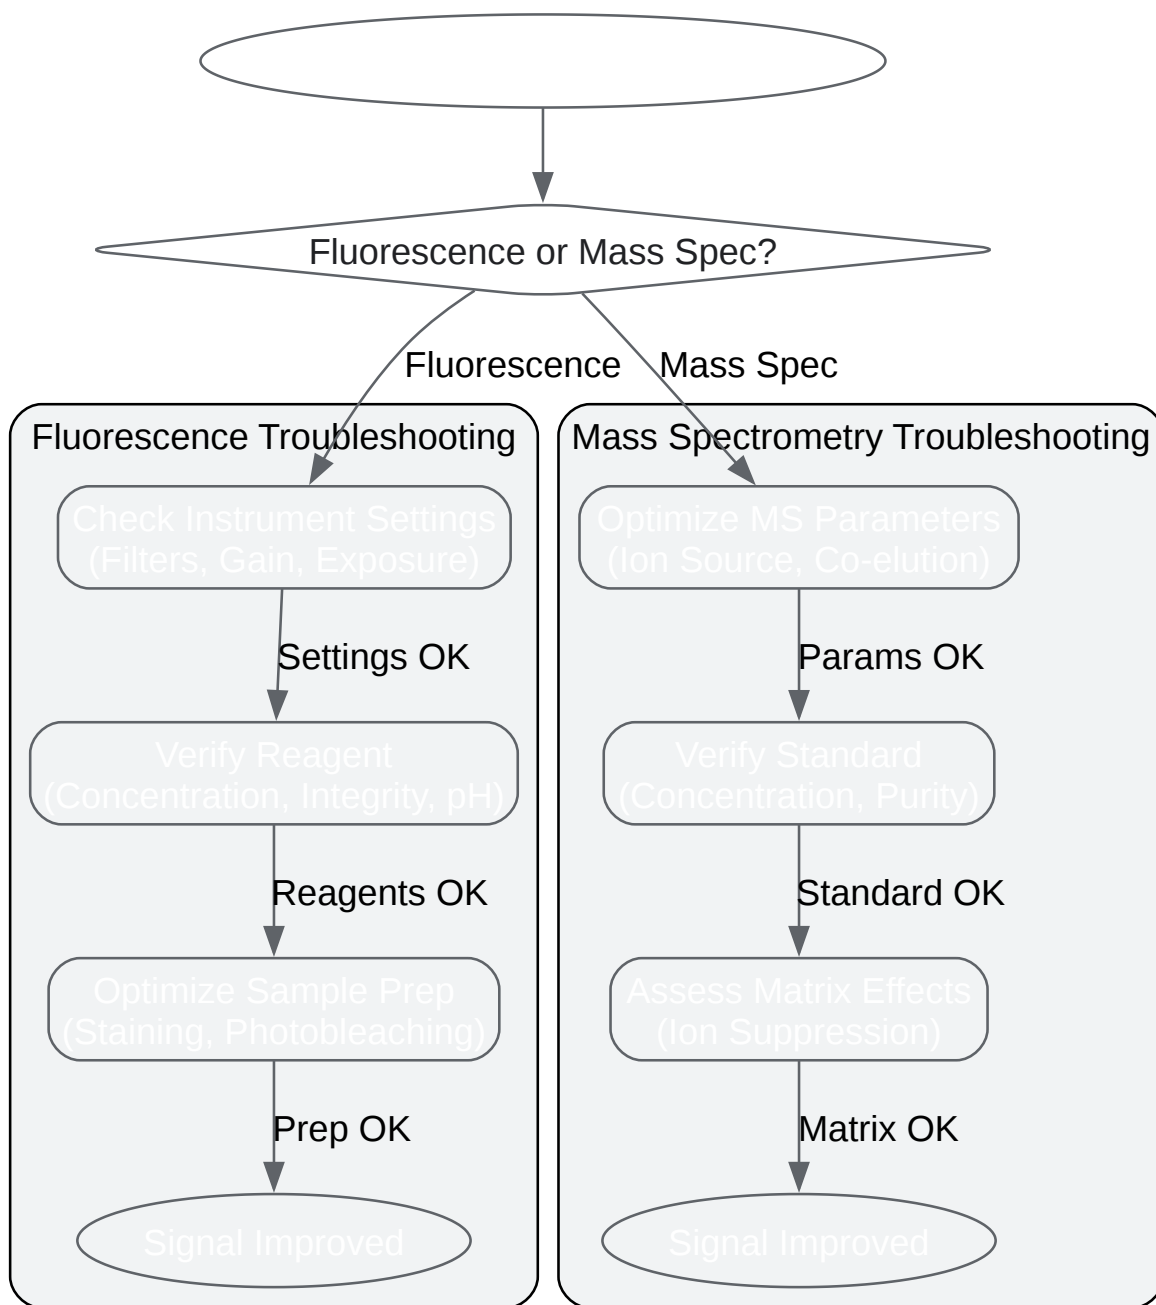 Fluorescence or Mass Spec?
Fluorescence
Mass Spec
Fluorescence Troubleshooting
Check Instrument Settings
(Filters, Gain, Exposure)
Settings OK
Verify Reagent
(Concentration, Integrity, pH)
Reagents OK
Optimize Sample Prep
(Staining, Photobleaching)
Prep OK
Signal Improved
Mass Spectrometry Troubleshooting
Optimize MS Parameters
(Ion Source, Co-elution)
Params OK
Verify Standard
(Concentration, Purity)
Standard OK
Assess Matrix Effects
(Ion Suppression)
Matrix OK
Signal Improved